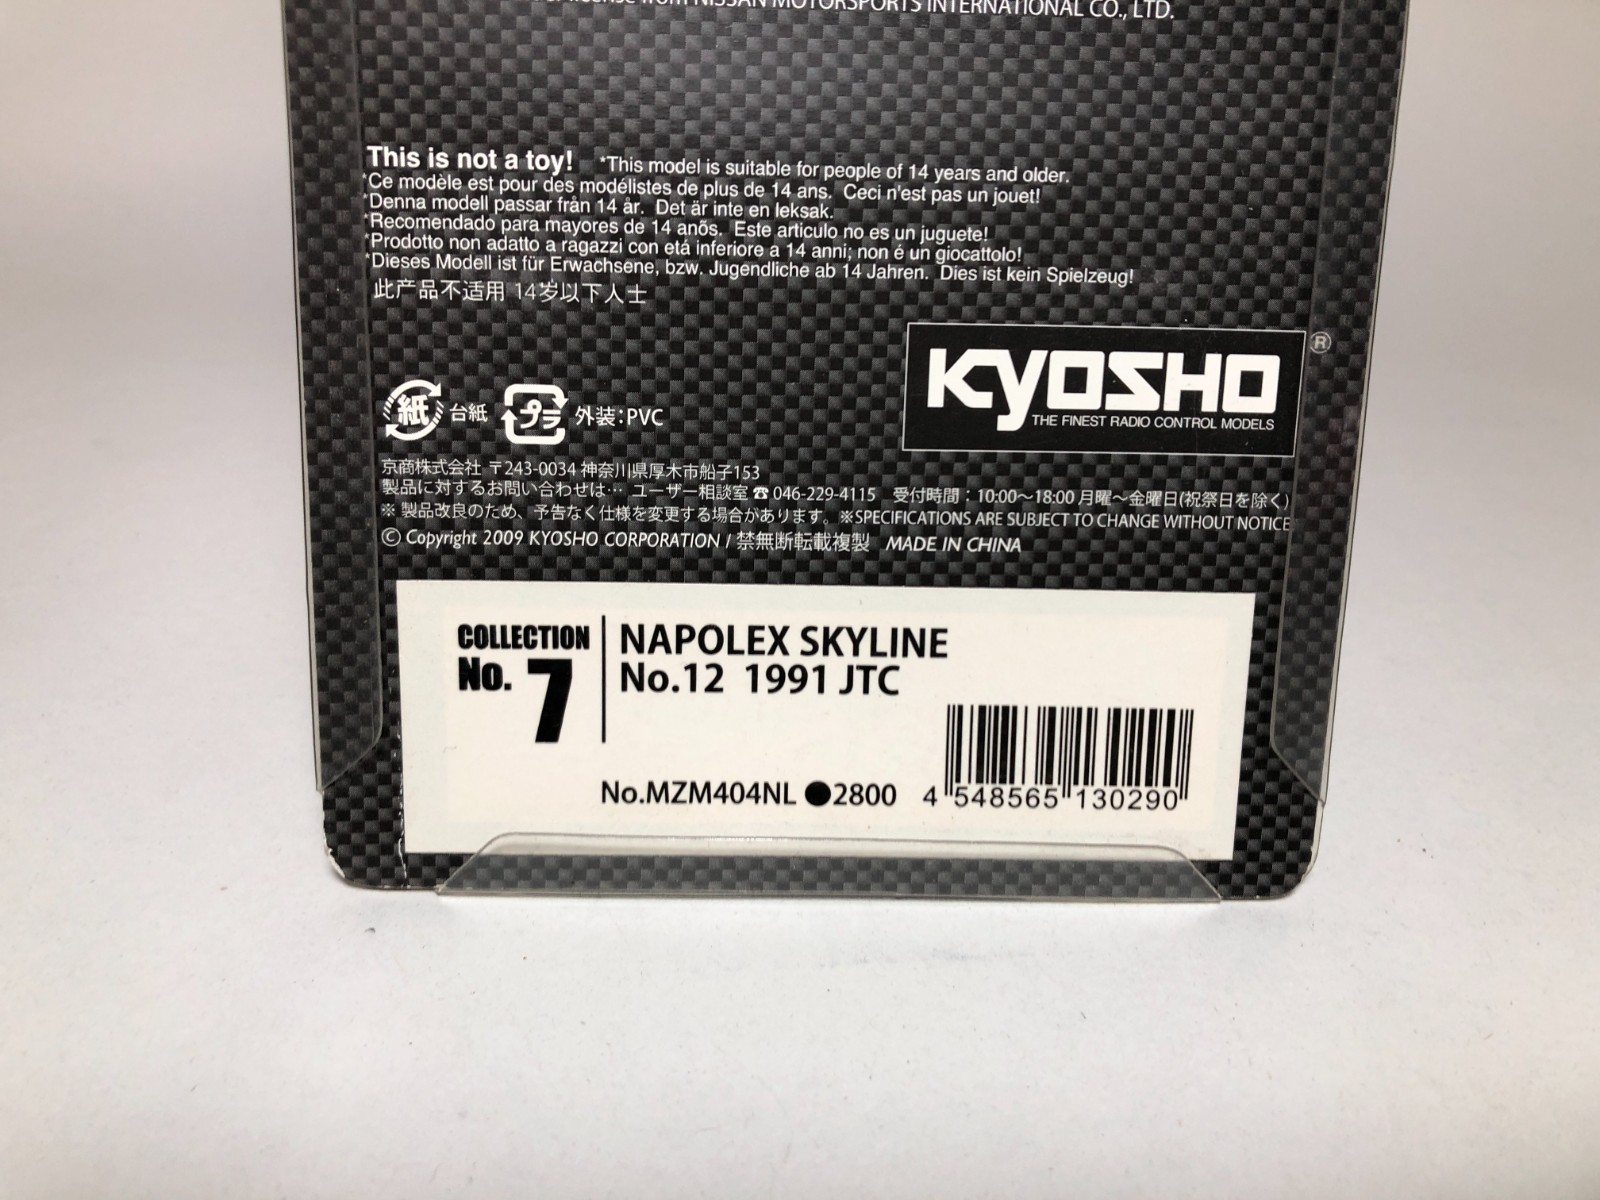 license from NISSAN MOTORSPORTS INTERNATIONAL CO., LTD.
This is not a toy! *This model is suitable for people of 14 years and older.
*Ce modèle est pour des modélistes de plus de 14 ans. Ceci n'est pas un jouet!
*Denna modell passar från 14 år. Det är inte en leksak.
*Recomendado para mayores de 14 anōs. Este articulo no es un juguete!
*Prodotto non adatto a ragazzi con etá inferiore a 14 anni; non é un giocattolo!
*Dieses Modell ist für Erwachsene, bzw. Jugendliche ab 14 Jahren. Dies ist kein Spielzeug!
此产品不适用 14岁以下人士
KYOSHO ®
THE FINEST RADIO CONTROL MODELS
紙 台紙 プラ 外装:PVC
京商株式会社 〒243-0034 神奈川県厚木市船子153
製品に対するお問い合わせは… ユーザー相談室 ☎ 046-229-4115 受付時間:10:00~18:00 月曜~金曜日(祝祭日を除く)
※ 製品改良のため、予告なく仕様を変更する場合があります。※SPECIFICATIONS ARE SUBJECT TO CHANGE WITHOUT NOTICE
© Copyright 2009 KYOSHO CORPORATION / 禁無断転載複製 MADE IN CHINA
COLLECTION
No. 7
NAPOLEX SKYLINE
No.12 1991 JTC
No.MZM404NL ●2800
4 548565 130290